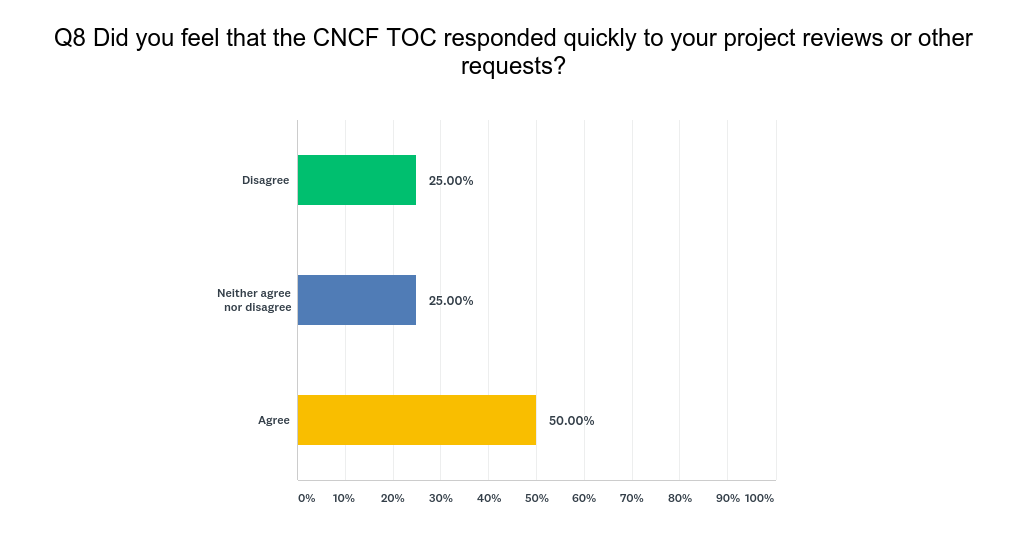 Q8 Did you feel that the CNCF TOC responded quickly to your project reviews or other
requests?
Disagree
25.00%
Neither agree
nor disagree
25.00%
Agree
50.00%
0% 10% 20% 30% 40% 50% 60% 70% 80% 90% 100%